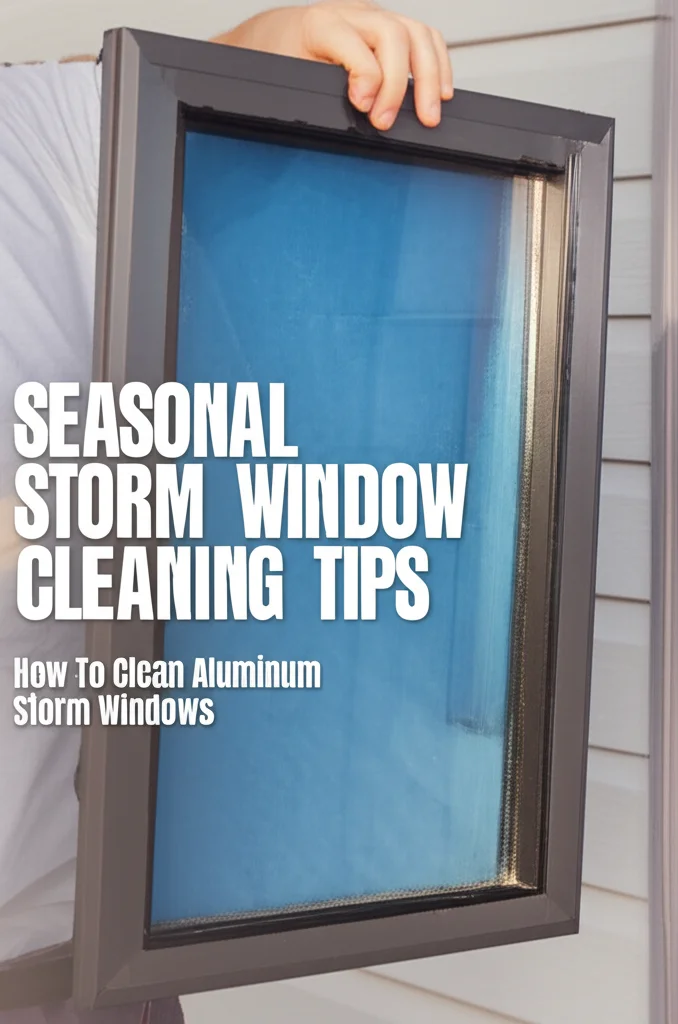 SEASONAL
STORM WINDOW
CLEANING TIPS
How To Clean Aluminum
Storm Windows